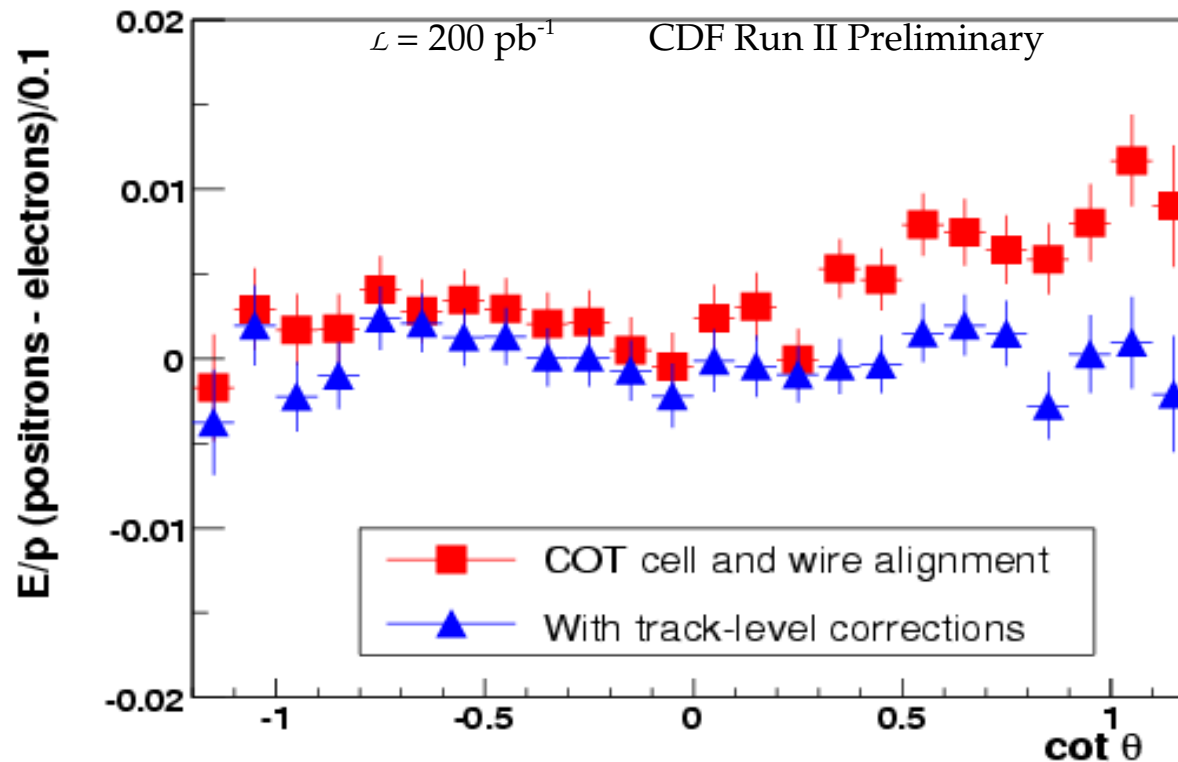 ℒ = 200 pb⁻¹ CDF Run II Preliminary
E/p (positrons - electrons)/0.1
0.02
0.01
0
-0.01
-0.02
COT cell and wire alignment
With track-level corrections
-1 -0.5 0 0.5 1
cot θ